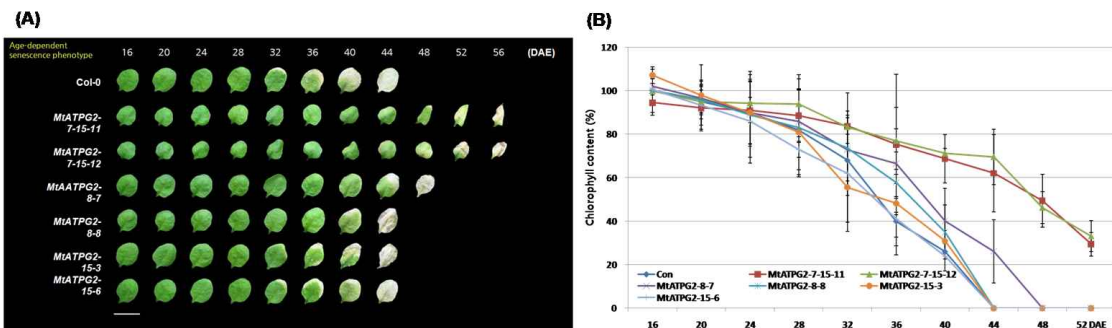 (A)
Age-dependent
senescence phenotype
16 20 24 28 32 36 40 44 48 52 56 (DAE)
Col-0
MtATPG2-
7-15-11
MtATPG2-
7-15-12
MtAATPG2-
8-7
MtATPG2-
8-8
MtATPG2-
15-3
MtATPG2-
15-6
(B)
Chlorophyll content (%)
120
100
80
60
40
20
0
Con MtATPG2-7-15-11 MtATPG2-7-15-12
MtATPG2-8-7 MtATPG2-8-8 MtATPG2-15-3
MtATPG2-15-6
16 20 24 28 32 36 40 44 48 52 DAE